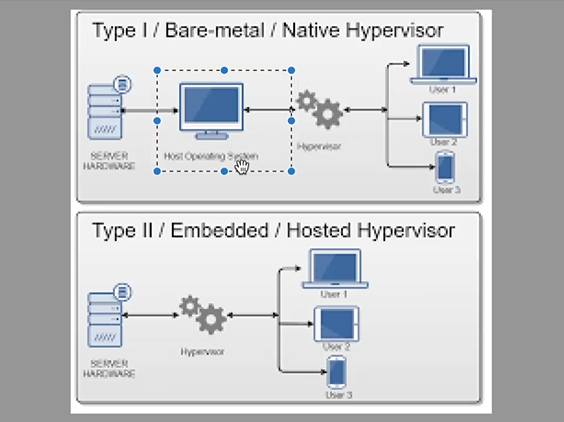 Type I / Bare-metal / Native Hypervisor
User 1
User 2
User 3
Host Operating System
Hypervisor
SERVER
HARDWARE
Type II / Embedded / Hosted Hypervisor
User 1
User 2
User 3
Hypervisor
SERVER
HARDWARE